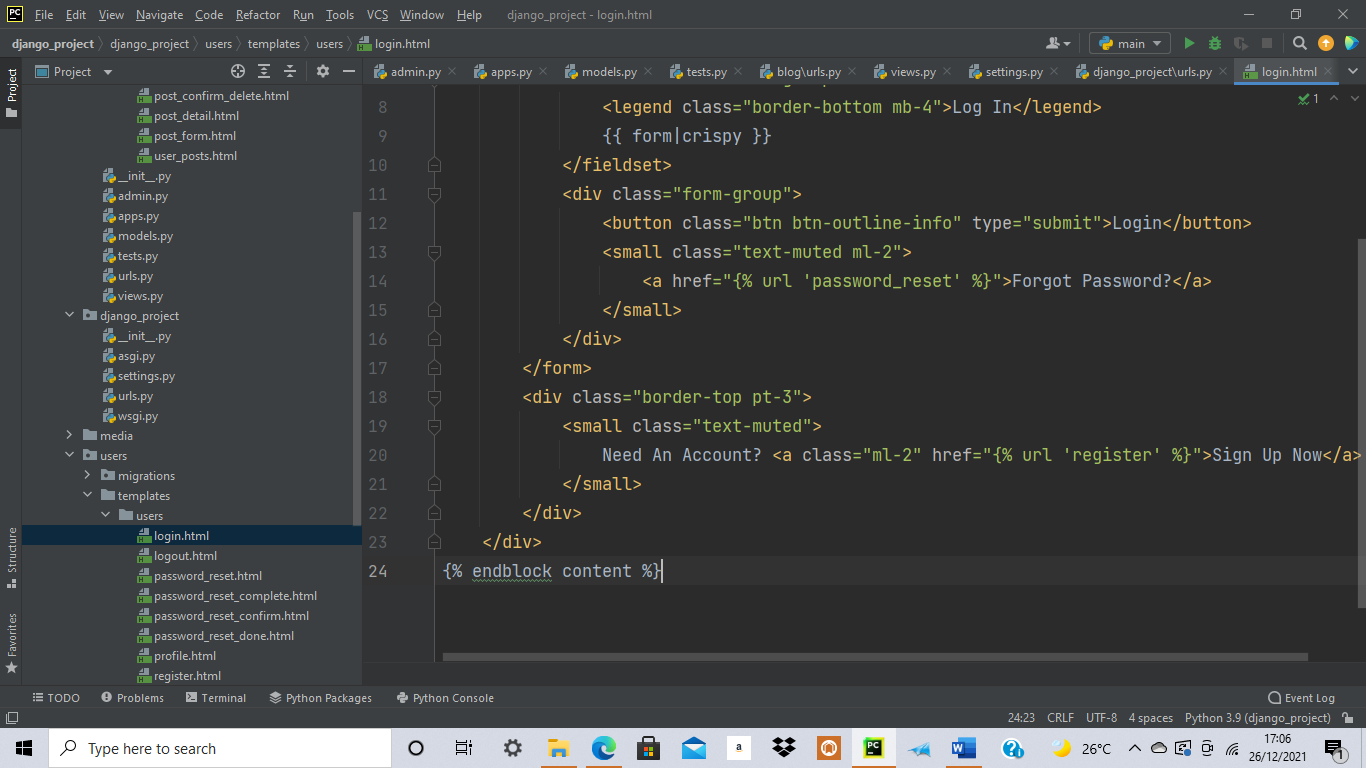 File Edit View Navigate Code Refactor Run Tools VCS Window Help django_project - login.html
django_project django_project users templates users login.html main
Project admin.py apps.py models.py tests.py blog\urls.py views.py settings.py django_project\urls.py login.html
Project
Structure
Favorites
post_confirm_delete.html
post_detail.html
post_form.html
user_posts.html
__init__.py
admin.py
apps.py
models.py
tests.py
urls.py
views.py
django_project
__init__.py
asgi.py
settings.py
urls.py
wsgi.py
media
users
migrations
templates
users
login.html
logout.html
password_reset.html
password_reset_complete.html
password_reset_confirm.html
password_reset_done.html
profile.html
register.html
1
8 <legend class="border-bottom mb-4">Log In</legend>
9 {{ form|crispy }}
10 </fieldset>
11 <div class="form-group">
12 <button class="btn btn-outline-info" type="submit">Login</button>
13 <small class="text-muted ml-2">
14 <a href="{% url 'password_reset' %}">Forgot Password?</a>
15 </small>
16 </div>
17 </form>
18 <div class="border-top pt-3">
19 <small class="text-muted">
20 Need An Account? <a class="ml-2" href="{% url 'register' %}">Sign Up Now</a>
21 </small>
22 </div>
23 </div>
24 {% endblock content %}
TODO Problems Terminal Python Packages Python Console Event Log
24:23 CRLF UTF-8 4 spaces Python 3.9 (django_project)
Type here to search 26°C 17:06
26/12/2021 1